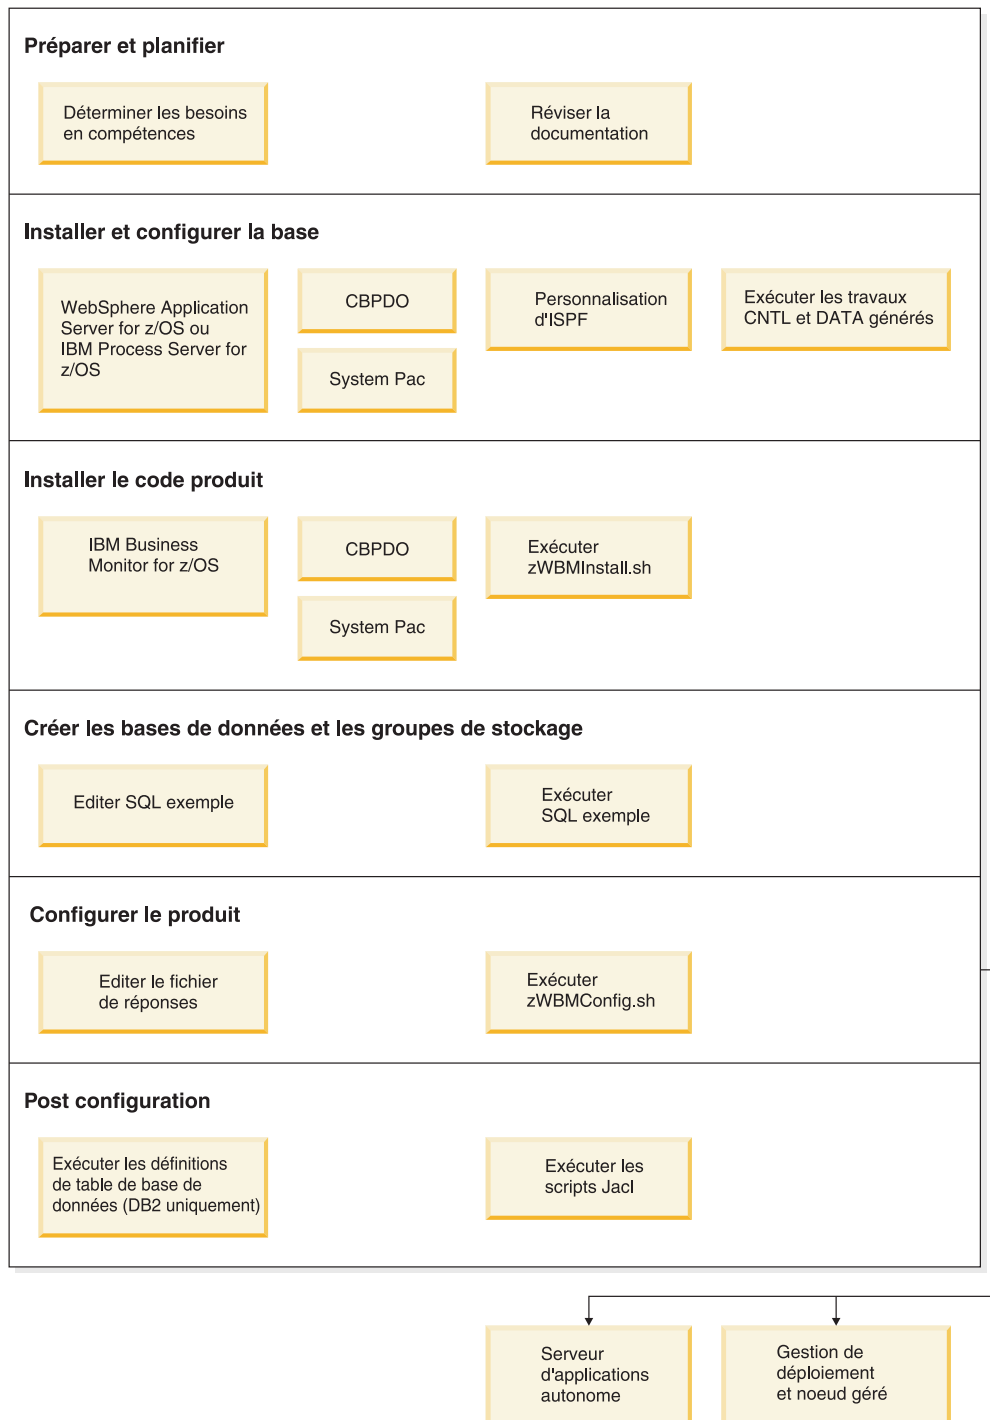 Préparer et planifier
Déterminer les besoins
en compétences
Réviser la
documentation
Installer et configurer la base
WebSphere Application
Server for z/OS ou
IBM Process Server for
z/OS
CBPDO
System Pac
Personnalisation
d'ISPF
Exécuter les travaux
CNTL et DATA générés
Installer le code produit
IBM Business
Monitor for z/OS
CBPDO
System Pac
Exécuter
zWBMInstall.sh
Créer les bases de données et les groupes de stockage
Editer SQL exemple
Exécuter
SQL exemple
Configurer le produit
Editer le fichier
de réponses
Exécuter
zWBMConfig.sh
Post configuration
Exécuter les définitions
de table de base de
données (DB2 uniquement)
Exécuter les
scripts Jacl
Serveur
d'applications
autonome
Gestion de
déploiement
et noeud géré